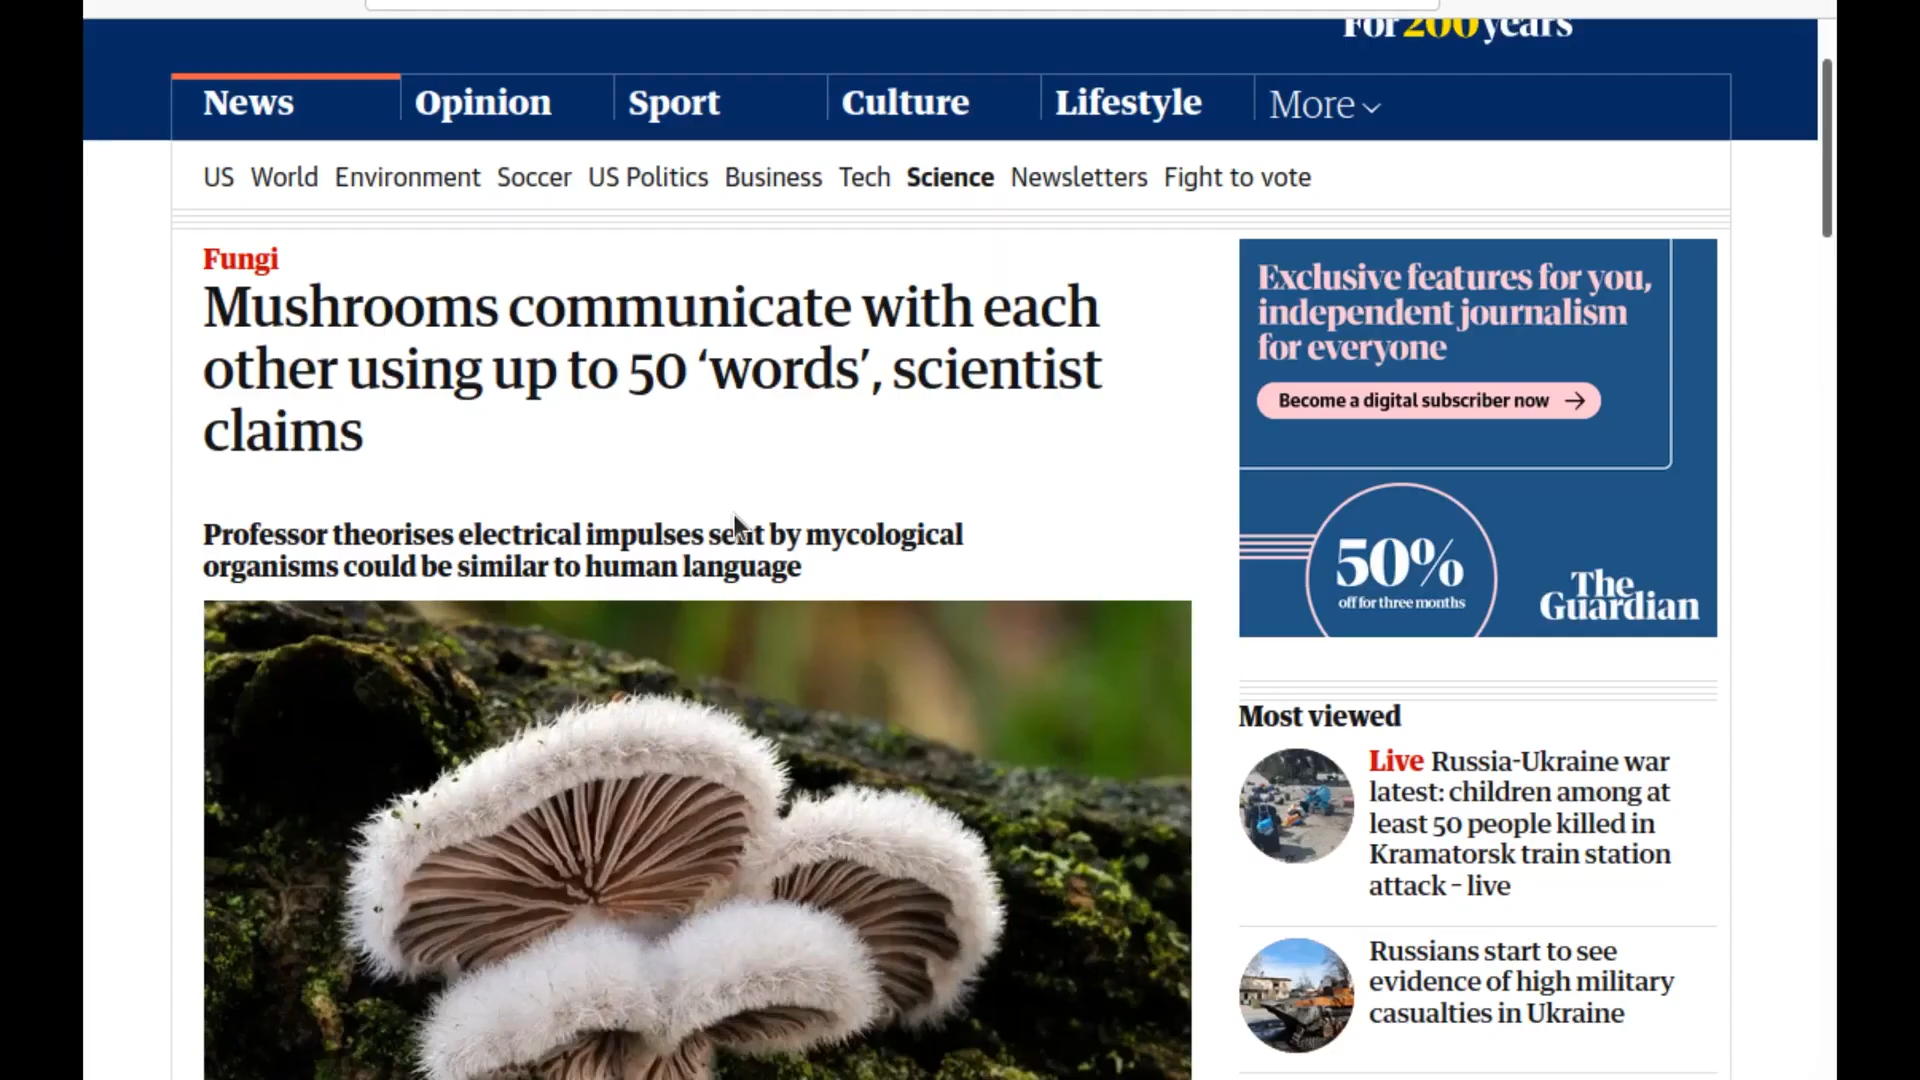 For 200 years
News Opinion Sport Culture Lifestyle More
US World Environment Soccer US Politics Business Tech Science Newsletters Fight to vote
Fungi
Mushrooms communicate with each
other using up to 50 ‘words’, scientist
claims
Professor theorises electrical impulses sent by mycological
organisms could be similar to human language
Exclusive features for you,
independent journalism
for everyone
Become a digital subscriber now →
50%
off for three months
The
Guardian
Most viewed
Live Russia-Ukraine war
latest: children among at
least 50 people killed in
Kramatorsk train station
attack – live
Russians start to see
evidence of high military
casualties in Ukraine